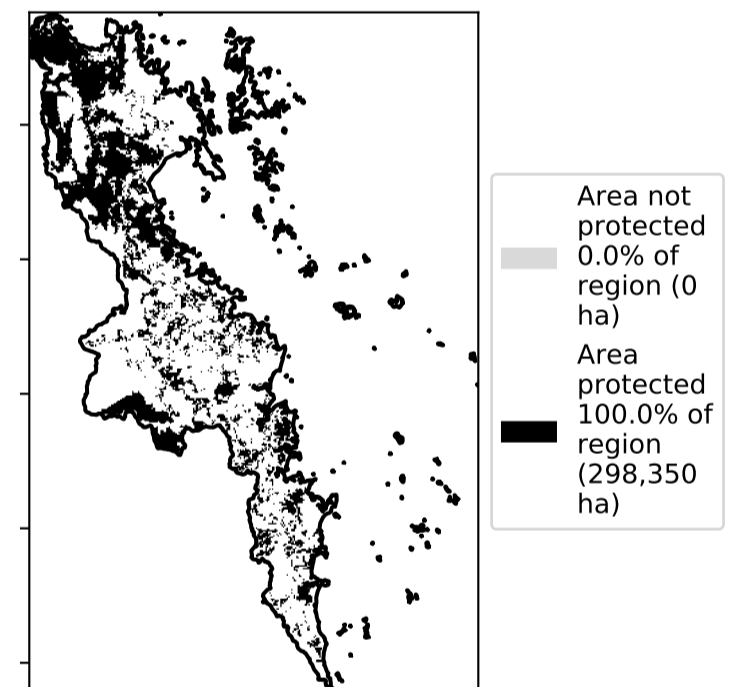 Area not
protected
0.0% of
region (0
ha)
Area
protected
100.0% of
region
(298,350
ha)